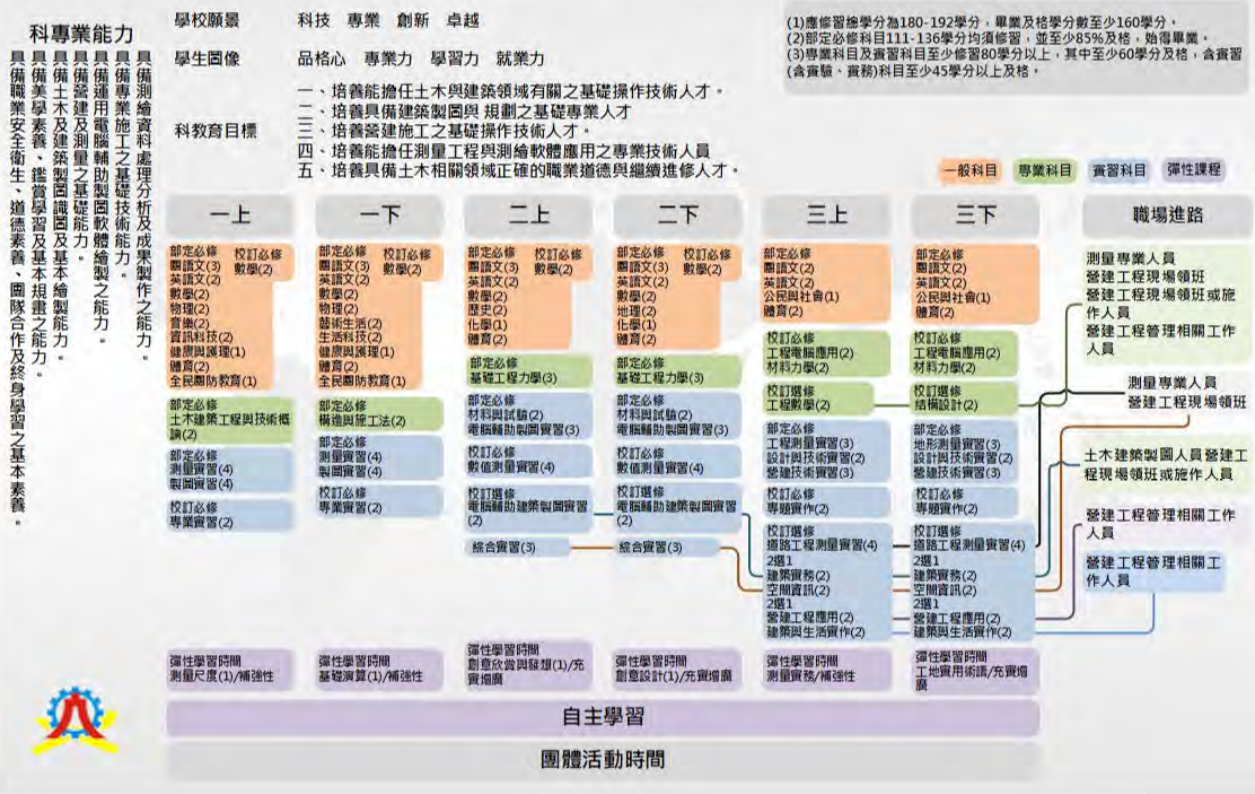 科專業能力
具備測繪資料處理分析及成果製作之能力。
具備專業施工之基礎技術能力。
具備運用電腦輔助製圖軟體繪製之能力。
具備營建及測量之基礎能力。
具備土木及建築製圖識圖及基本繪製能力。
具備美學素養、鑑賞學習及基本規畫之能力。
具備職業安全衛生、道德素養、團隊合作及終身學習之基本素養。
學校願景
科技 專業 創新 卓越
學生圖像
品格心 專業力 學習力 就業力
科教育目標
一、培養能擔任土木與建築領域有關之基礎操作技術人才。
二、培養具備建築製圖與 規劃之基礎專業人才
三、培養營建施工之基礎操作技術人才。
四、培養能擔任測量工程與測繪軟體應用之專業技術人員
五、培養具備土木相關領域正確的職業道德與繼續進修人才。
(1)應修習總學分為180-192學分，畢業及格學分數至少160學分。
(2)部定必修科目111-136學分均須修習，並至少85%及格，始得畢業。
(3)專業科目及實習科目至少修習80學分以上，其中至少60學分及格，含實習
(含實驗、實務)科目至少45學分以上及格，
一般科目
專業科目
實習科目
彈性課程
一上
部定必修
國語文(3)
英語文(2)
數學(2)
物理(2)
音樂(2)
資訊科技(2)
健康與護理(1)
體育(2)
全民國防教育(1)
校訂必修
數學(2)
部定必修
土木建築工程與技術概
論(2)
部定必修
測量實習(4)
製圖實習(4)
校訂必修
專業實習(2)
彈性學習時間
測量尺度(1)/補強性
一下
部定必修
國語文(3)
英語文(2)
數學(2)
物理(2)
藝術生活(2)
生活科技(2)
健康與護理(1)
體育(2)
全民國防教育(1)
校訂必修
數學(2)
部定必修
構造與施工法(2)
部定必修
測量實習(4)
製圖實習(4)
校訂必修
專業實習(2)
彈性學習時間
基礎演算(1)/補強性
二上
部定必修
國語文(3)
英語文(2)
數學(2)
歷史(2)
化學(1)
體育(2)
校訂必修
數學(2)
部定必修
基礎工程力學(3)
部定必修
材料與試驗(2)
電腦輔助製圖實習(3)
校訂必修
數值測量實習(4)
校訂選修
電腦輔助建築製圖實習
(2)
綜合實習(3)
彈性學習時間
創意欣賞與發想(1)/充
實增廣
二下
部定必修
國語文(3)
英語文(2)
數學(2)
地理(2)
化學(1)
體育(2)
校訂必修
數學(2)
部定必修
基礎工程力學(3)
部定必修
材料與試驗(2)
電腦輔助製圖實習(3)
校訂必修
數值測量實習(4)
校訂選修
電腦輔助建築製圖實習
(2)
綜合實習(3)
彈性學習時間
創意設計(1)/充實增廣
三上
部定必修
國語文(2)
英語文(2)
公民與社會(1)
體育(2)
校訂必修
工程電腦應用(2)
材料力學(2)
校訂選修
工程數學(2)
部定必修
工程測量實習(3)
設計與技術實習(2)
營建技術實習(3)
校訂必修
專題實作(2)
校訂選修
道路工程測量實習(4)
2選1
建築實務(2)
空間資訊(2)
2選1
營建工程應用(2)
建築與生活實作(2)
彈性學習時間
測量實務/補強性
三下
部定必修
國語文(2)
英語文(2)
公民與社會(1)
體育(2)
校訂必修
工程電腦應用(2)
材料力學(2)
校訂選修
結構設計(2)
部定必修
地形測量實習(3)
設計與技術實習(2)
營建技術實習(3)
校訂必修
專題實作(2)
校訂選修
道路工程測量實習(4)
2選1
建築實務(2)
空間資訊(2)
2選1
營建工程應用(2)
建築與生活實作(2)
彈性學習時間
工地實用術語/充實增
廣
職場進路
測量專業人員
營建工程現場領班
營建工程現場領班或施
作人員
營建工程管理相關工作
人員
測量專業人員
營建工程現場領班
土木建築製圖人員營建工
程現場領班或施作人員
營建工程管理相關工作
人員
營建工程管理相關工
作人員
自主學習
團體活動時間